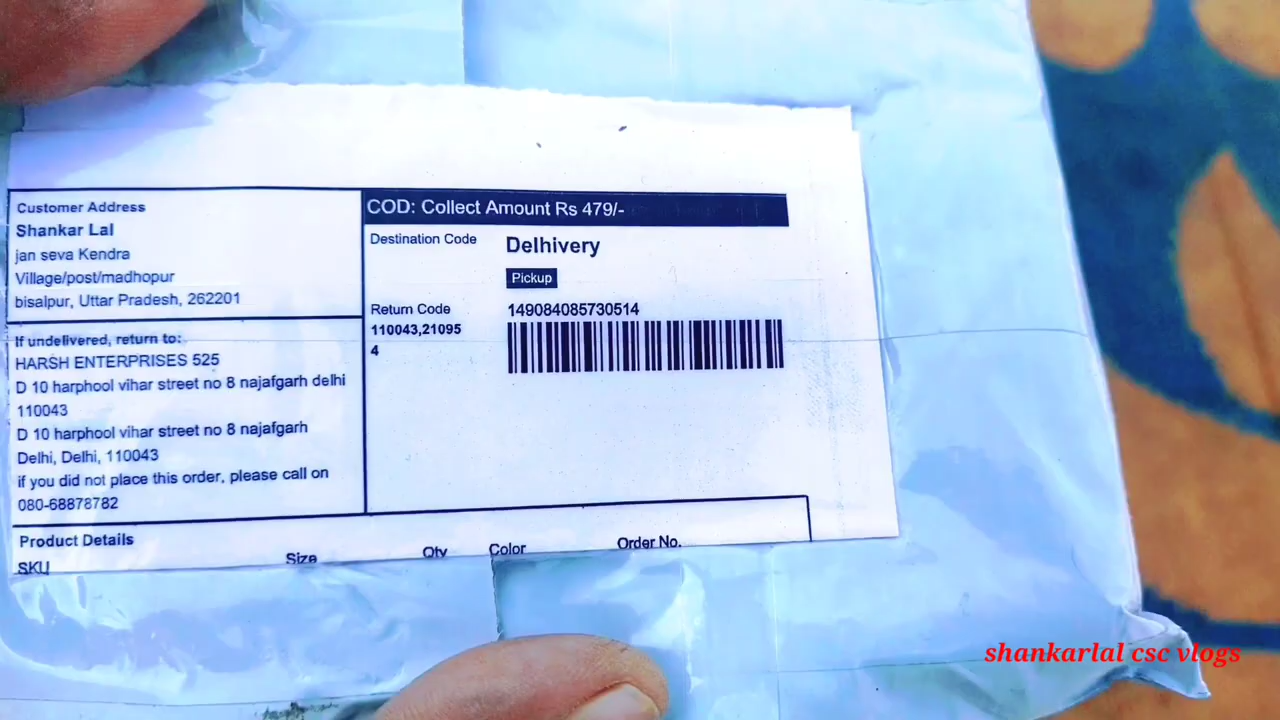 Customer Address
Shankar Lal
jan seva Kendra
Village/post/madhopur
bisalpur, Uttar Pradesh, 262201
If undelivered, return to:
HARSH ENTERPRISES 525
D 10 harphool vihar street no 8 najafgarh delhi
110043
D 10 harphool vihar street no 8 najafgarh
Delhi, Delhi, 110043
if you did not place this order, please call on
080-68878782
COD: Collect Amount Rs 479/-
Destination Code
Delhivery
Pickup
Return Code
110043,21095
4
149084085730514
Product Details
SKU Size Qty Color Order No.
shankarlal csc vlogs